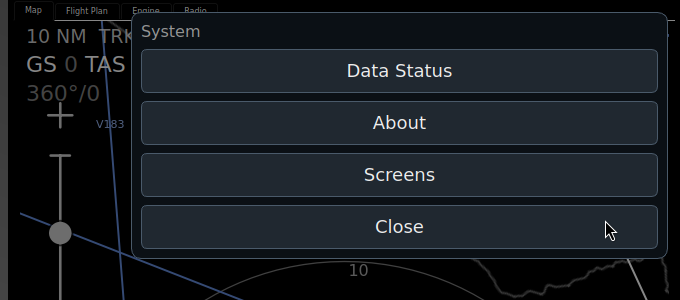 Map Flight Plan Engine Radio
System
10 NM TRK
GS 0 TAS
360°/0
V183
Data Status
About
Screens
Close
10